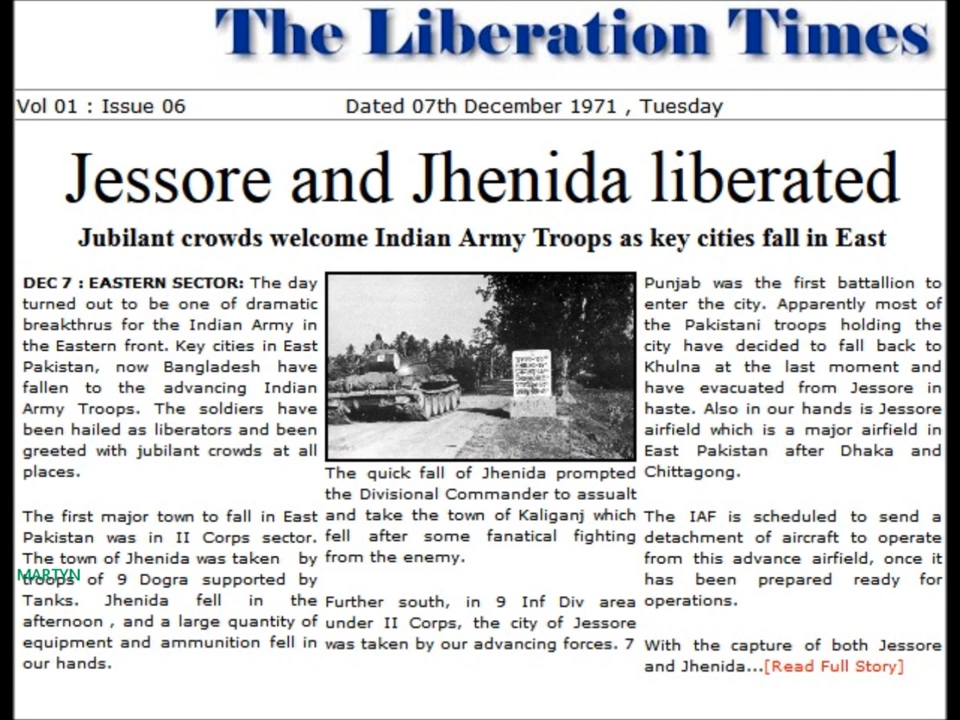 The Liberation Times
Vol 01 : Issue 06 Dated 07th December 1971 , Tuesday
Jessore and Jhenida liberated
Jubilant crowds welcome Indian Army Troops as key cities fall in East
DEC 7 : EASTERN SECTOR: The day
turned out to be one of dramatic
breakthrus for the Indian Army in
the Eastern front. Key cities in East
Pakistan, now Bangladesh have
fallen to the advancing Indian
Army Troops. The soldiers have
been hailed as liberators and been
greeted with jubilant crowds at all
places.
The first major town to fall in East
Pakistan was in II Corps sector.
The town of Jhenida was taken by
troops of 9 Dogra supported by
Tanks. Jhenida fell in the
afternoon , and a large quantity of
equipment and ammunition fell in
our hands.
MARTYN
The quick fall of Jhenida prompted
the Divisional Commander to assualt
and take the town of Kaliganj which
fell after some fanatical fighting
from the enemy.
Further south, in 9 Inf Div area
under II Corps, the city of Jessore
was taken by our advancing forces. 7
Punjab was the first battalion to
enter the city. Apparently most of
the Pakistani troops holding the
city have decided to fall back to
Khulna at the last moment and
have evacuated from Jessore in
haste. Also in our hands is Jessore
airfield which is a major airfield in
East Pakistan after Dhaka and
Chittagong.
The IAF is scheduled to send a
detachment of aircraft to operate
from this advance airfield, once it
has been prepared ready for
operations.
With the capture of both Jessore
and Jhenida...[Read Full Story]